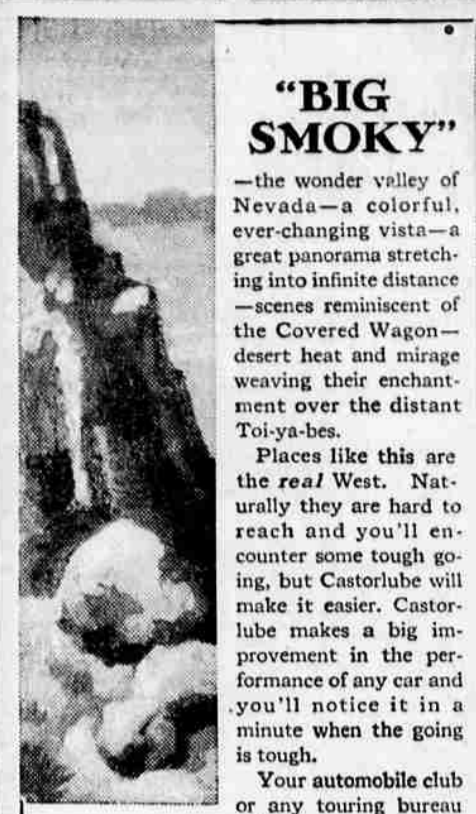 “BIG
SMOKY”
—the wonder valley of
Nevada—a colorful,
ever-changing vista—a
great panorama stretch-
ing into infinite distance
—scenes reminiscent of
the Covered Wagon—
desert heat and mirage
weaving their enchant-
ment over the distant
Toi-ya-bes.
Places like this are
the real West. Nat-
urally they are hard to
reach and you'll en-
counter some tough go-
ing, but Castorlube will
make it easier. Castor-
lube makes a big im-
provement in the per-
formance of any car and
you'll notice it in a
minute when the going
is tough.
Your automobile club
or any touring bureau